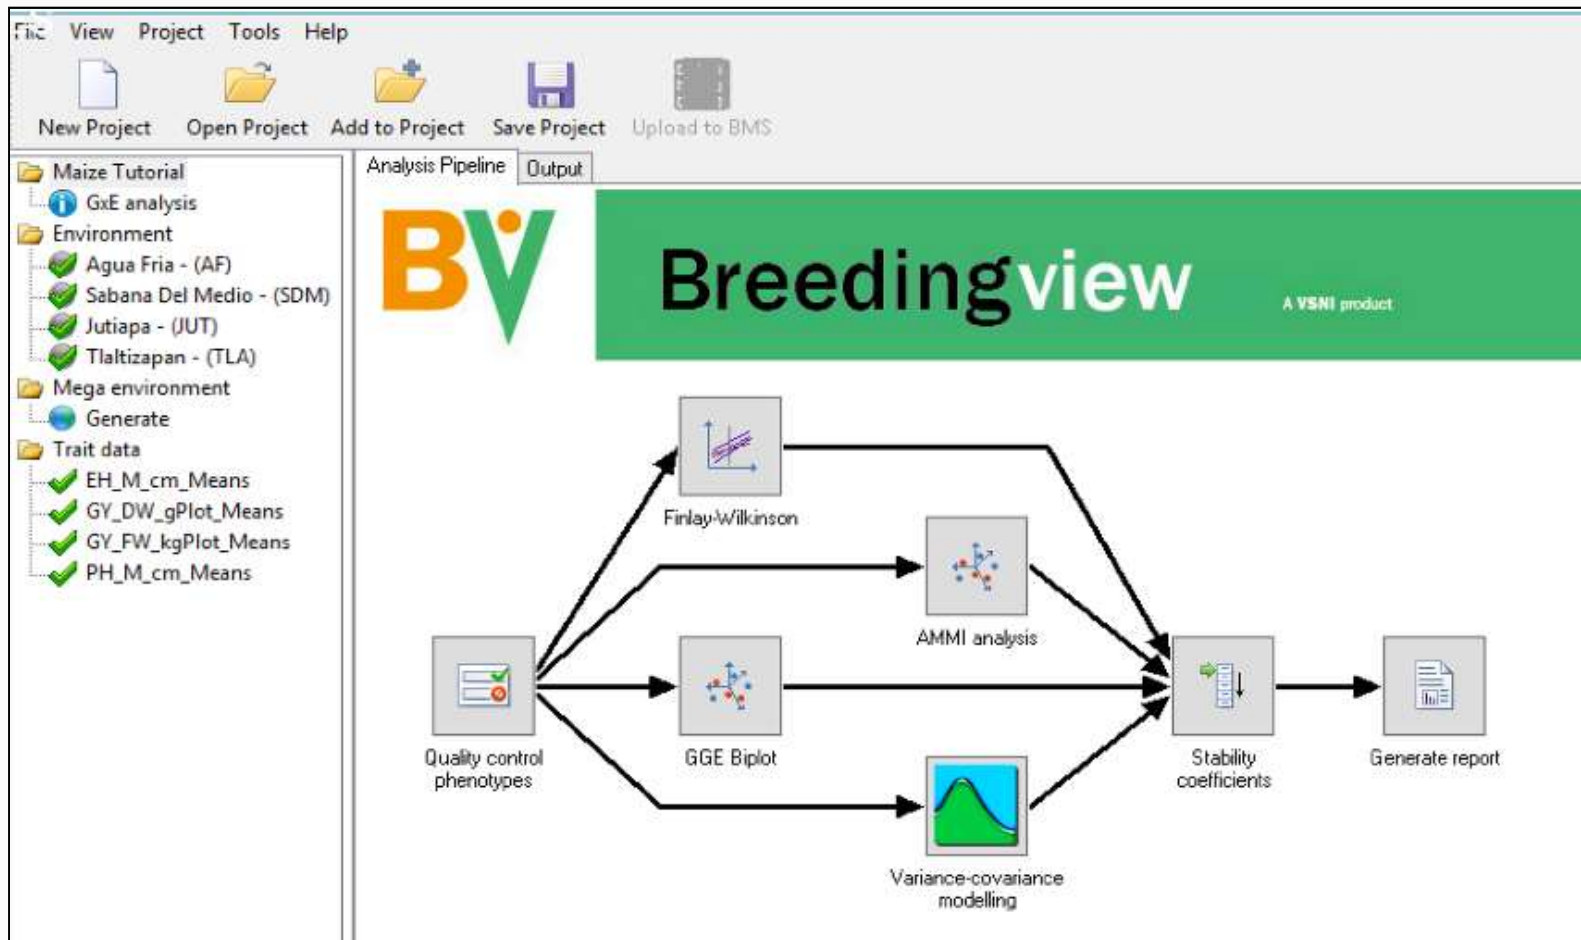 File View Project Tools Help
New Project Open Project Add to Project Save Project Upload to BMS
Maize Tutorial
GxE analysis
Environment
Agua Fria - (AF)
Sabana Del Medio - (SDM)
Jutiapa - (JUT)
Tlaltizapan - (TLA)
Mega environment
Generate
Trait data
EH_M_cm_Means
GY_DW_gPlot_Means
GY_FW_kgPlot_Means
PH_M_cm_Means
Analysis Pipeline Output
BV
Breedingview
A VSNi product
Finlay-Wilkinson
AMMI analysis
Quality control
phenotypes
GGE Biplot
Stability
coefficients
Generate report
Variance-covariance
modelling